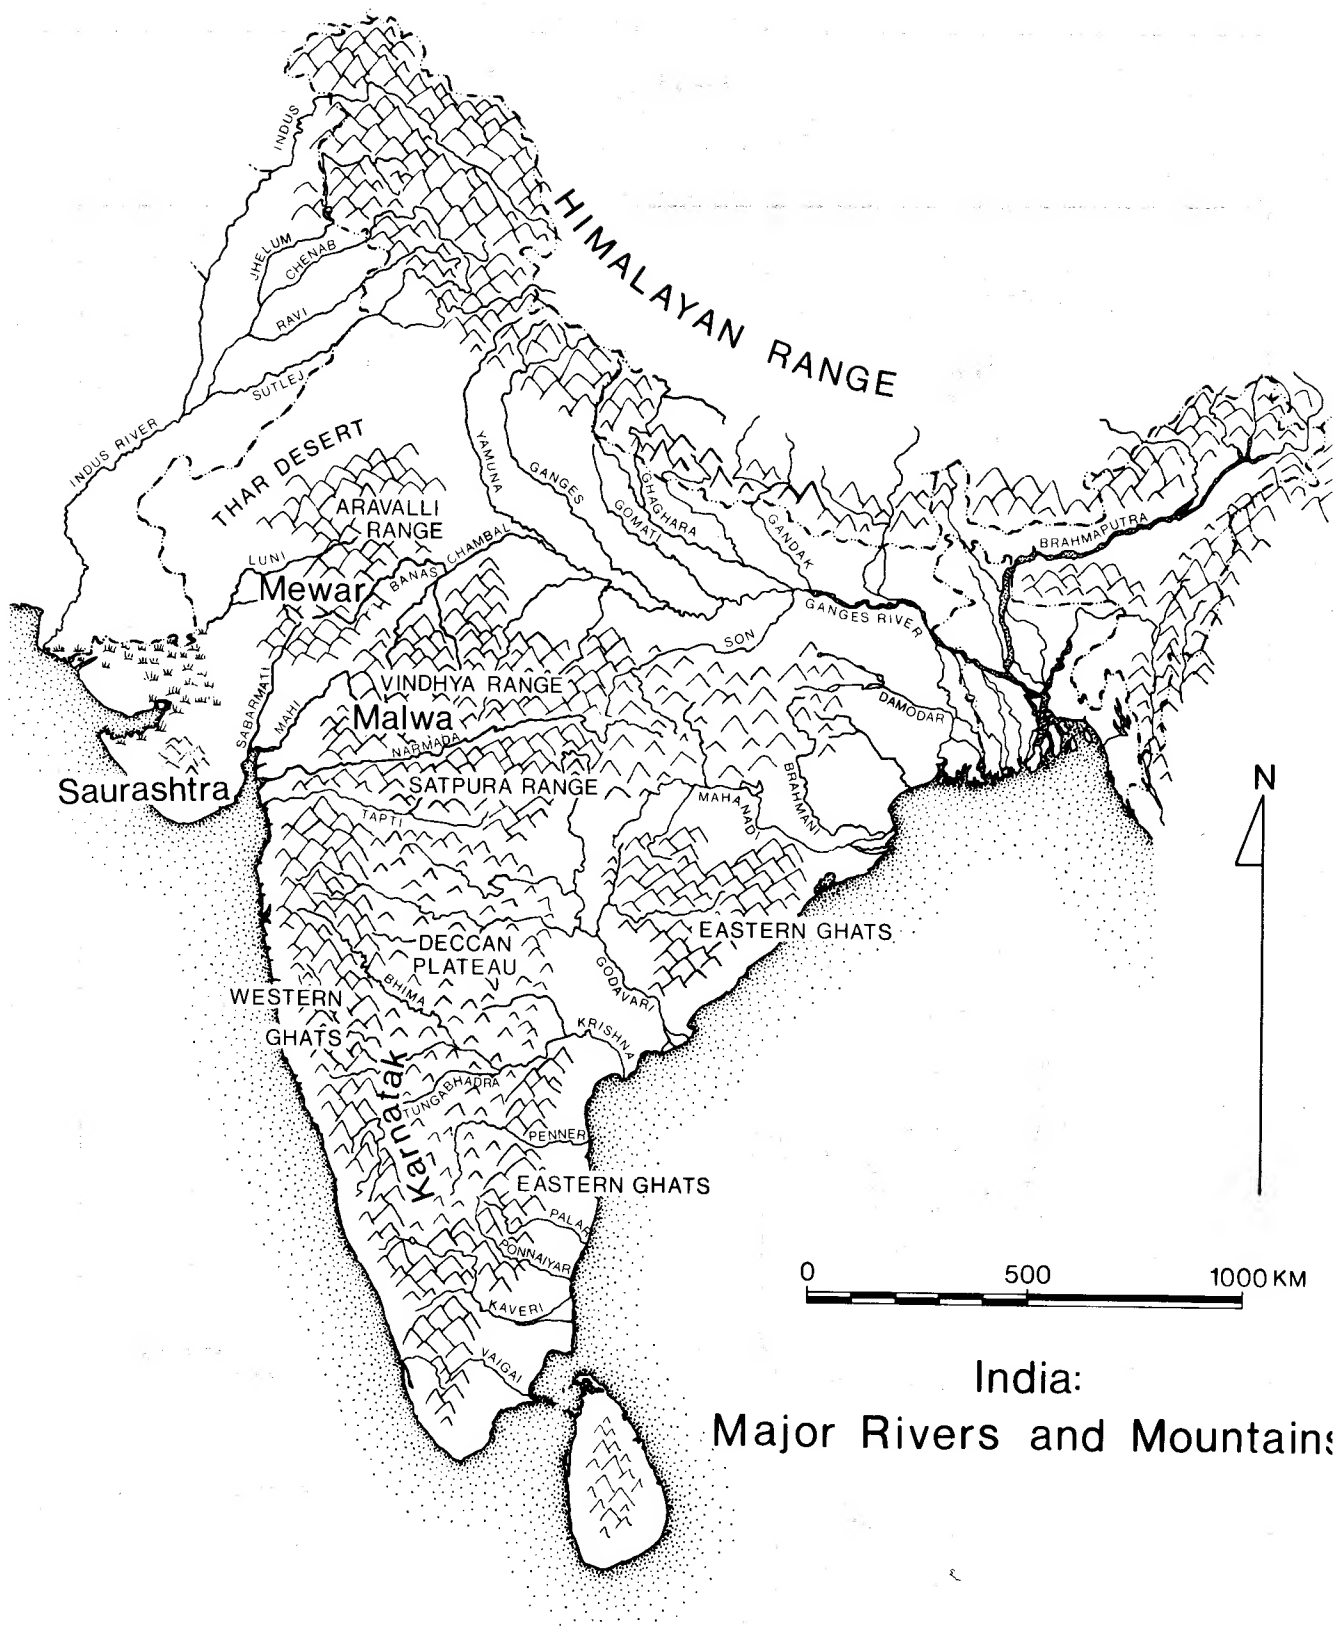 INDUS
HIMALAYAN RANGE
JHELUM
CHENAB
RAVI
SUTLEJ
INDUS RIVER
THAR DESERT
YAMUNA
GANGES
GHAGHARA
GOMATI
GANDAK
BRAHMAPUTRA
ARAVALLI
RANGE
LUNI
CHAMBAL
BANAS
Mewar
GANGES RIVER
SON
SABARMATI
MAHI
VINDHYA RANGE
Malwa
DAMODAR
NARMADA
Saurashtra
SATPURA RANGE
TAPTI
MAHA
NADI
BRAHMANI
N
EASTERN GHATS
DECCAN
PLATEAU
BHIMA
GODAVARI
WESTERN
GHATS
KRISHNA
Karnatak
TUNGABHADRA
PENNER
EASTERN GHATS
PALAR
PONNAIYAR
KAVERI
VAIGAI
0 500 1000 KM
India:
Major Rivers and Mountains